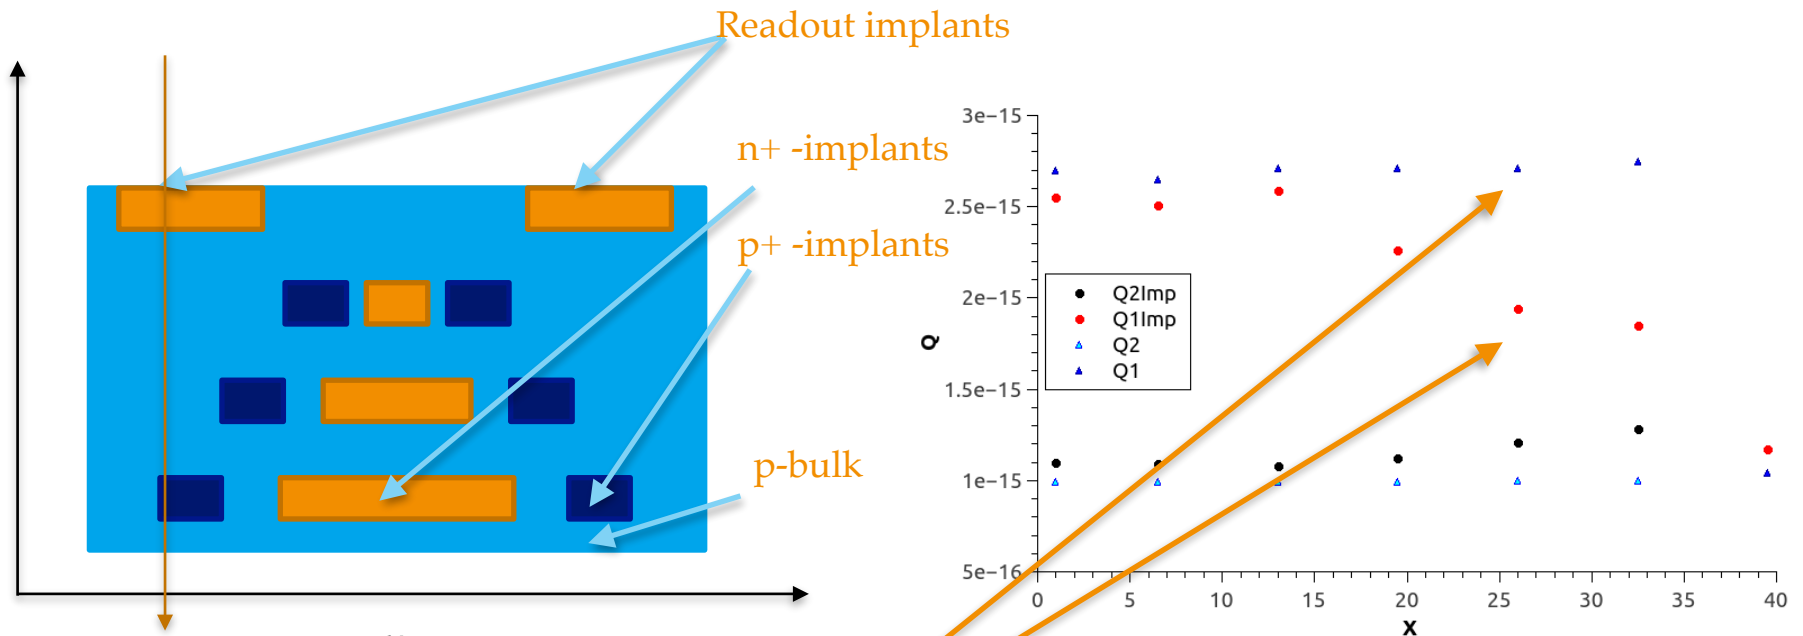 Readout implants
n+ -implants
p+ -implants
p-bulk
3e−15
2.5e−15
2e−15
1.5e−15
1e−15
5e−16
Q
Q2Imp
Q1Imp
Q2
Q1
0 5 10 15 20 25 30 35 40
X